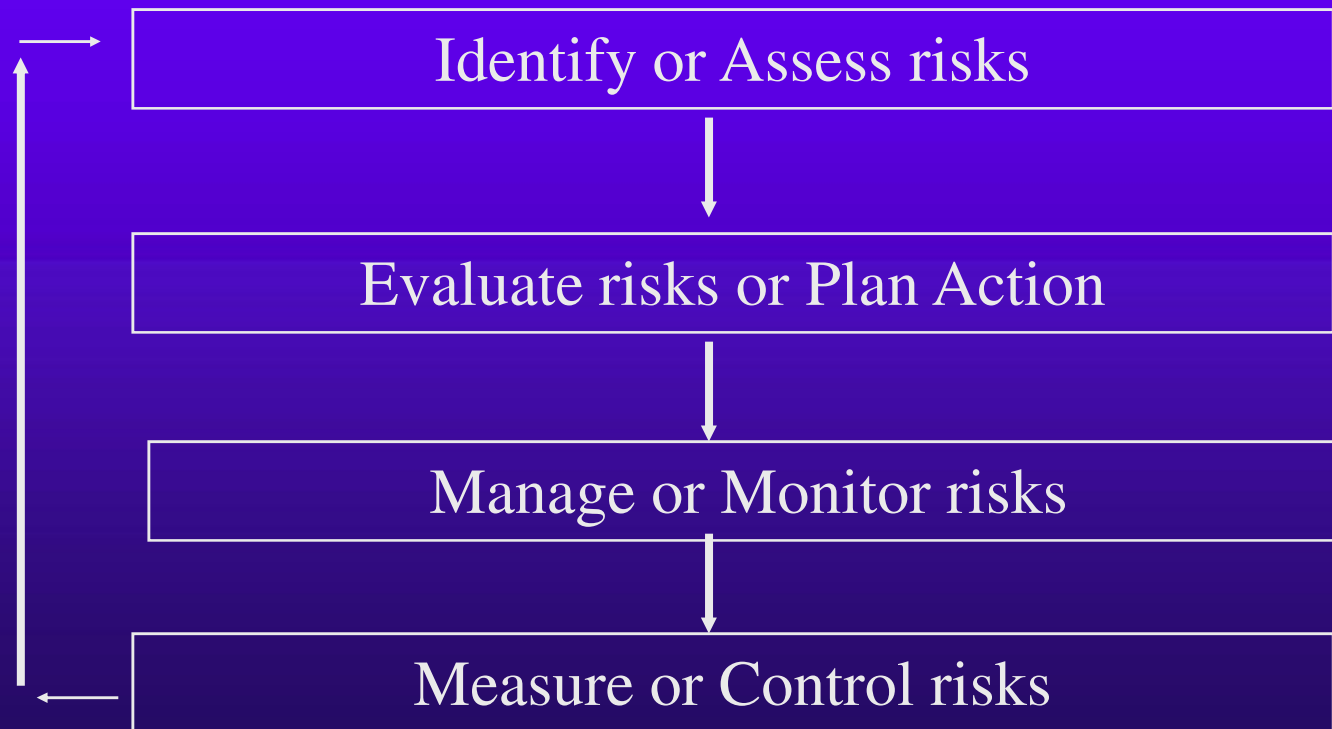 Identify or Assess risks
Evaluate risks or Plan Action
Manage or Monitor risks
Measure or Control risks